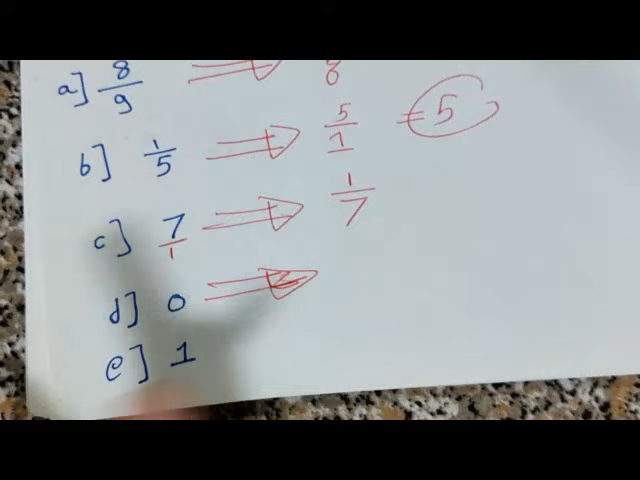 a] 8/9 ⟹ 8
b] 1/5 ⟹ 5/1 = 5
c] 7/1 ⟹ 1/7
d] 0 ⟹
e] 1